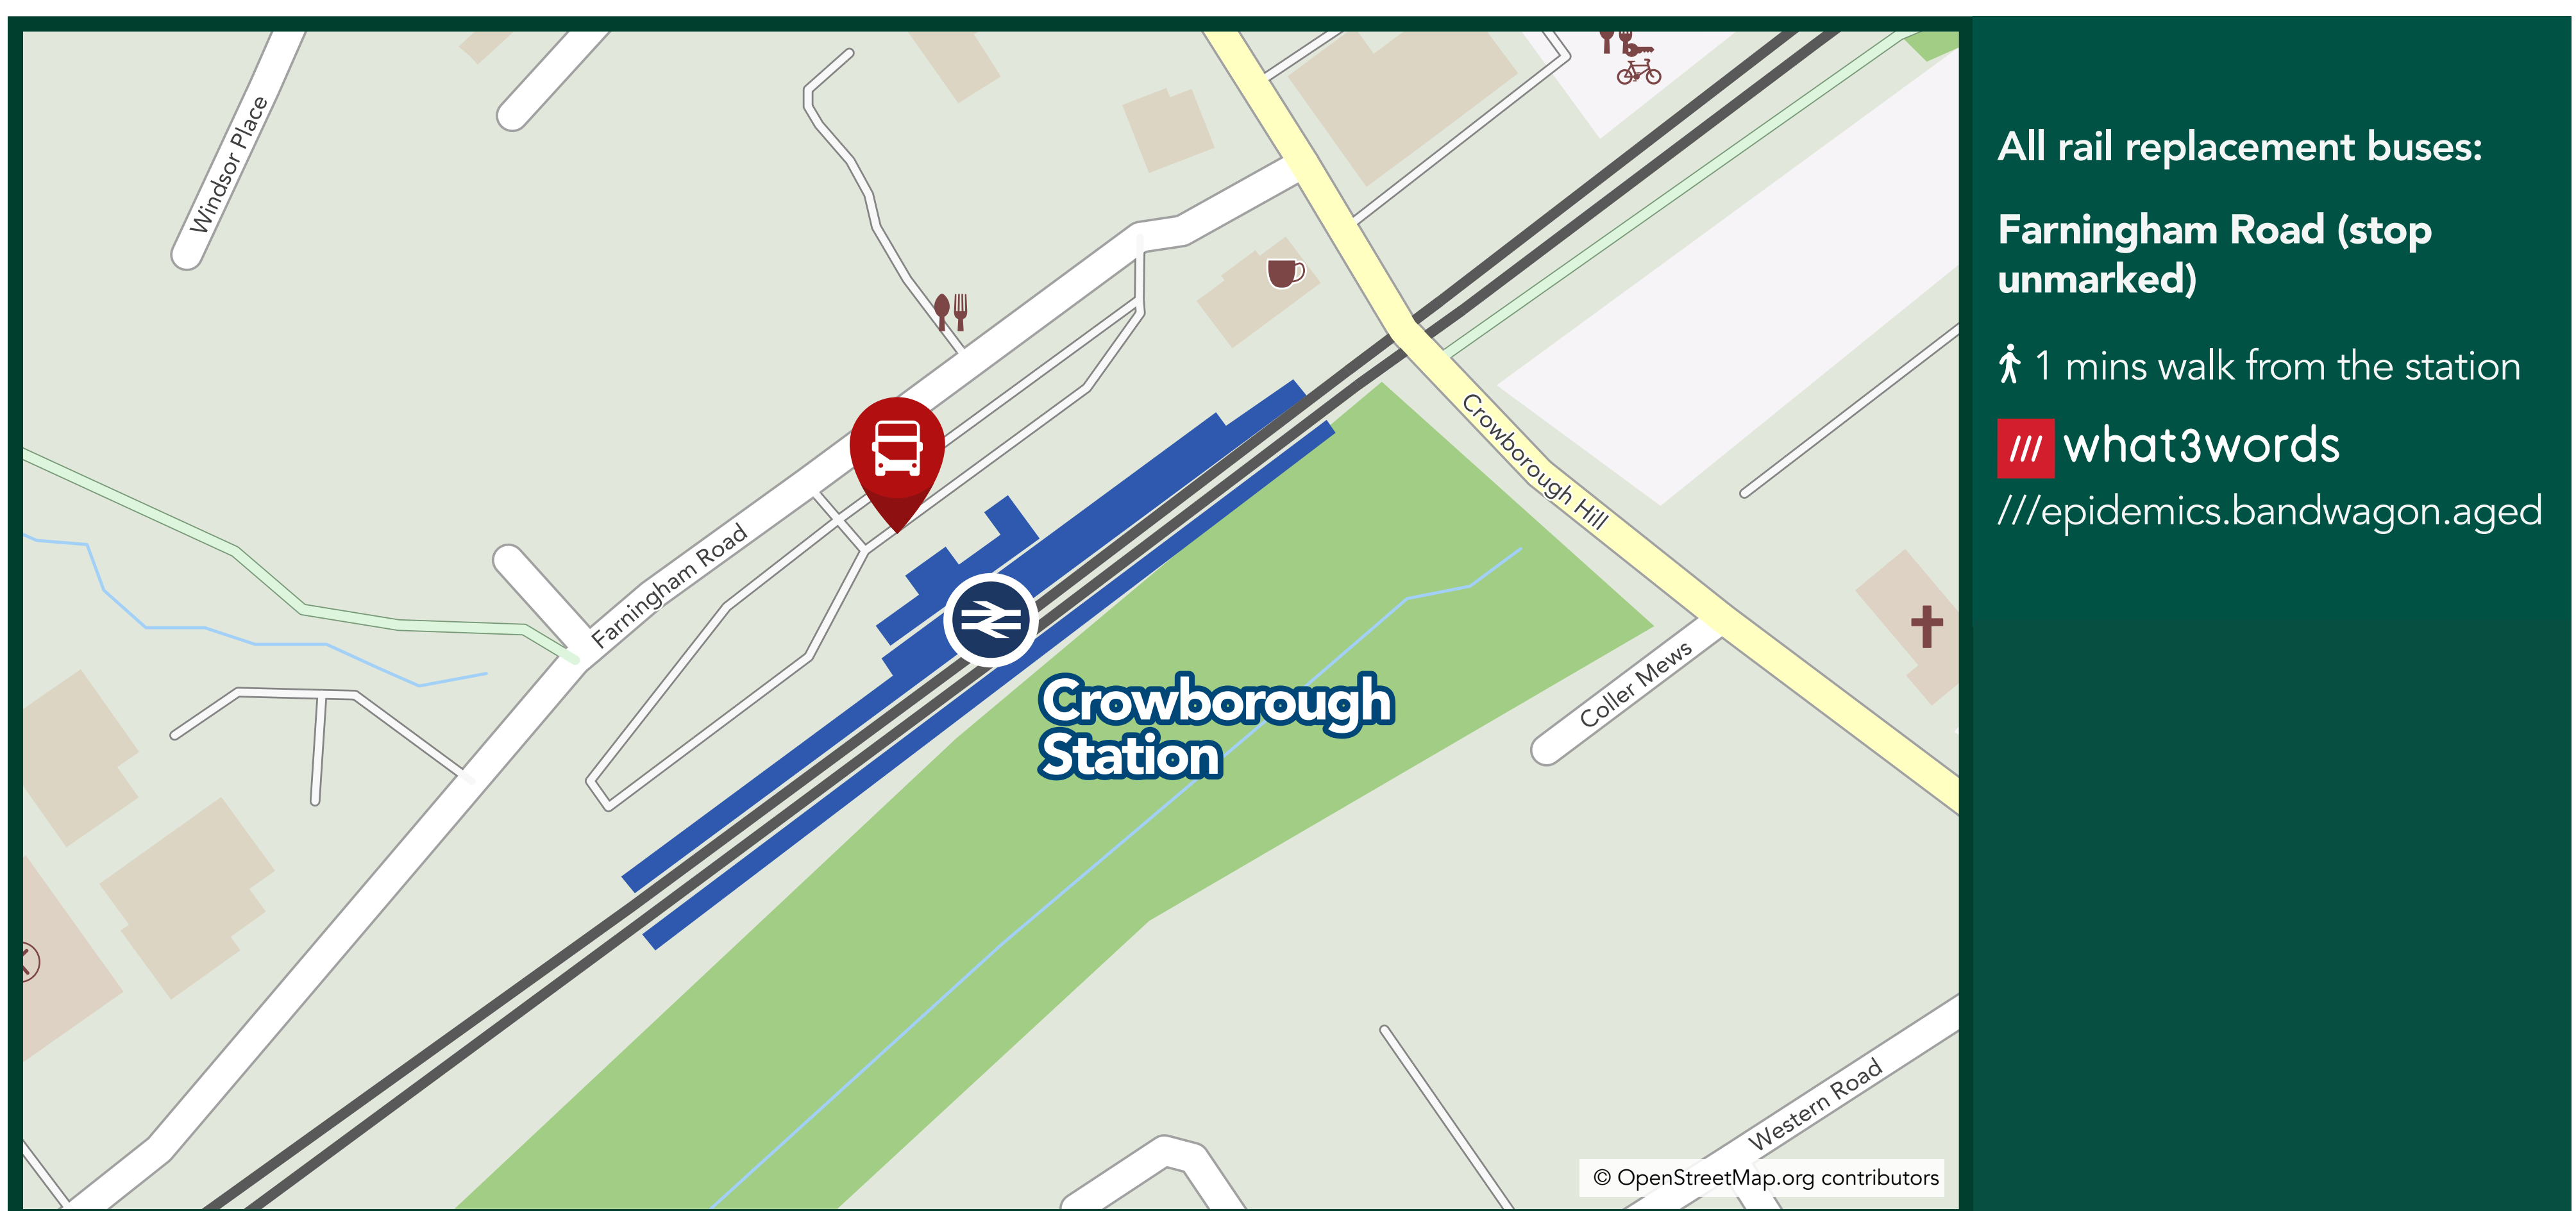 Windsor Place
Farningham Road
Crowborough Hill
Coller Mews
Crowborough
Station
Western Road
© OpenStreetMap.org contributors
All rail replacement buses:
Farningham Road (stop
unmarked)
1 mins walk from the station
what3words
///epidemics.bandwagon.aged